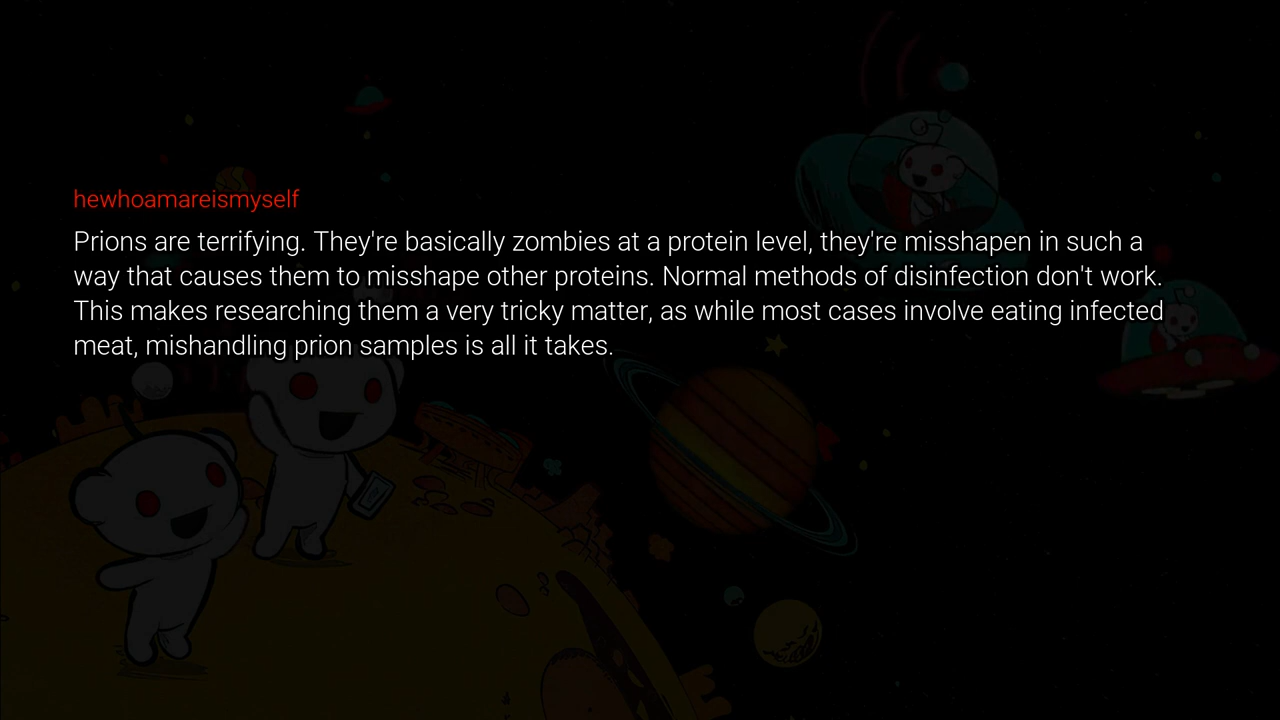 hewhoamareismyself
Prions are terrifying. They're basically zombies at a protein level, they're misshapen in such a
way that causes them to misshape other proteins. Normal methods of disinfection don't work.
This makes researching them a very tricky matter, as while most cases involve eating infected
meat, mishandling prion samples is all it takes.